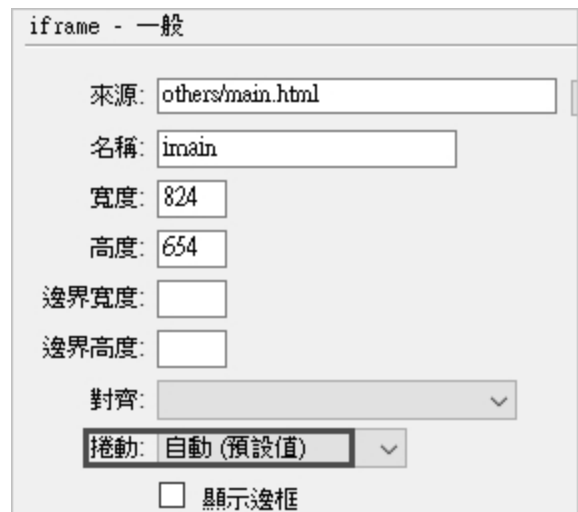 iframe - 一般
來源: others/main.html
名稱: imain
寬度: 824
高度: 654
邊界寬度:
邊界高度:
對齊:
捲動: 自動 (預設值)
顯示邊框